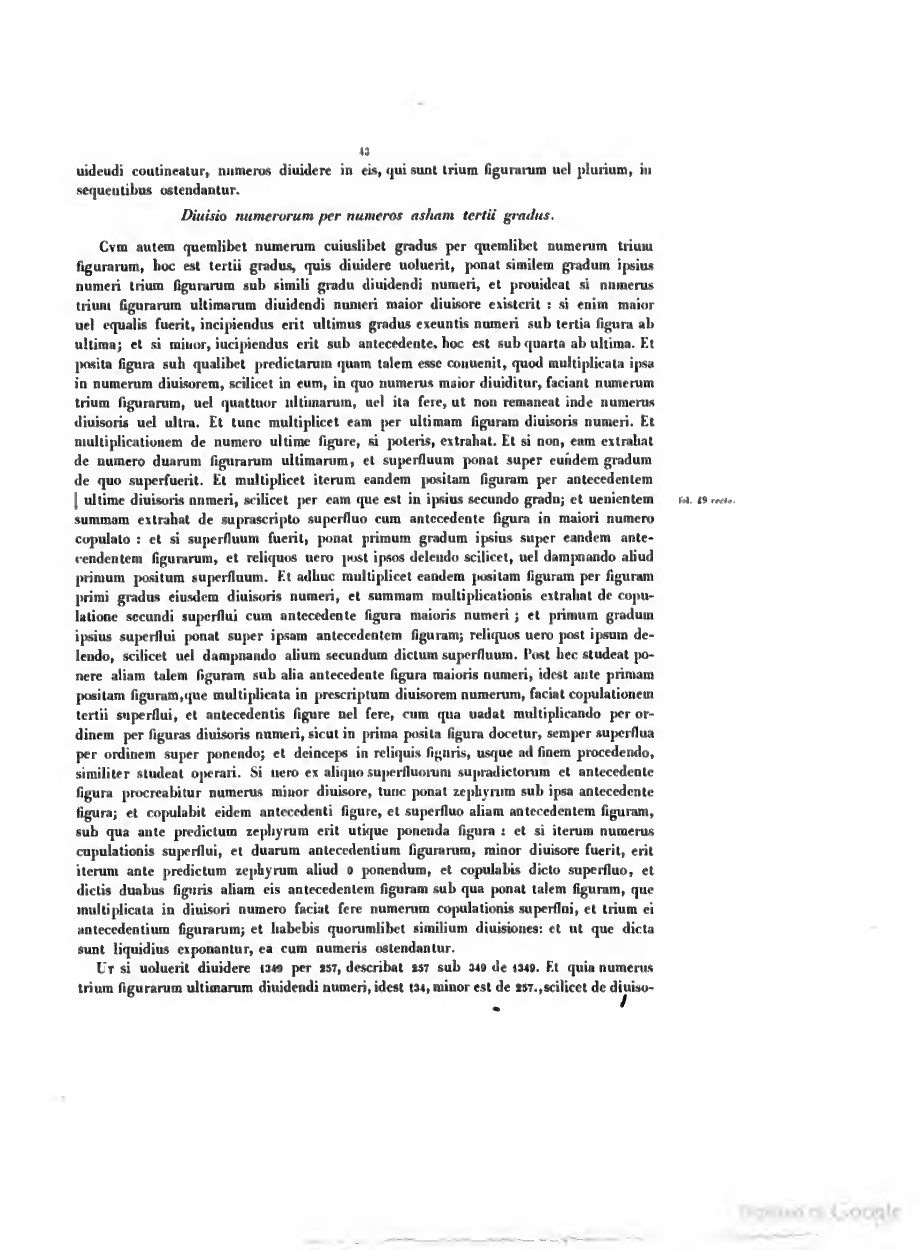 43
uideudi coutineatur, numeros diuidere in eis, qui sunt trium figurarum uel plurium, in
sequeutibus ostendantur.
Diuisio numerorum per numeros asham tertii gradus.
Cvm autem quemlibet numerum cuiuslibet gradus per quemlibet numerum trium
figurarum, hoc est tertii gradus, quis diuidere uoluerit, ponat similem gradum ipsius
numeri trium figurarum sub simili gradu diuidendi numeri, et prouideat si numerus
trium figurarum ultimarum diuidendi numeri maior diuisore existerit : si enim maior
uel equalis fuerit, incipiendus erit ultimus gradus exeuntis numeri sub tertia figura ab
ultima; et si minor, iucipiendus erit sub antecedente, hoc est sub quarta ab ultima. Et
posita figura sub qualibet predictarum quam talem esse conuenit, quod multiplicata ipsa
in numerum diuisorem, scilicet in eum, in quo numerus maior diuiditur, faciant numerum
trium figurarum, uel quattuor ultimarum, uel ita fere, ut non remaneat inde numerus
diuisoris uel ultra. Et tunc multiplicet eam per ultimam figuram diuisoris numeri. Et
multiplicationem de numero ultime figure, si poteris, extrahat. Et si non, eam extrahat
de numero duarum figurarum ultimarum, et superfluum ponat super eundem gradum
de quo superfuerit. Et multiplicet iterum eandem positam figuram per antecedentem
| ultime diuisoris numeri, scilicet per eam que est in ipsius secundo gradu; et uenientem
fol. 19 recto.
summam extrahat de suprascripto superfluo cum antecedente figura in maiori numero
copulato : et si superfluum fuerit, ponat primum gradum ipsius super eandem ante-
cendentem figurarum, et reliquos uero post ipsos delendo scilicet, uel dampnando aliud
primum positum superfluum. Et adhuc multiplicet eandem positam figuram per figuram
primi gradus eiusdem diuisoris numeri, et summam multiplicationis extrahat de copu-
latione secundi superflui cum antecedente figura maioris numeri ; et primum gradum
ipsius superflui ponat super ipsam antecedentem figuram; reliquos uero post ipsum de-
lendo, scilicet uel dampnando alium secundum dictum superfluum. Post hec studeat po-
nere aliam talem figuram sub alia antecedente figura maioris numeri, idest ante primam
positam figuram,que multiplicata in prescriptum diuisorem numerum, faciat copulationem
tertii superflui, et antecedentis figure uel fere, cum qua uadat multiplicando per or-
dinem per figuras diuisoris numeri, sicut in prima posita figura docetur, semper superflua
per ordinem super ponendo; et deinceps in reliquis figuris, usque ad finem procedendo,
similiter studeat operari. Si uero ex aliquo superfluorum supradictorum et antecedente
figura procreabitur numerus minor diuisore, tunc ponat zephyrum sub ipsa antecedente
figura; et copulabit eidem antecedenti figure, et superfluo aliam antecedentem figuram,
sub qua ante predictum zephyrum erit utique ponenda figura : et si iterum numerus
cupulationis superflui, et duarum antecedentium figurarum, minor diuisore fuerit, erit
iterum ante predictum zephyrum aliud 0 ponendum, et copulabis dicto superfluo, et
dictis duabus figuris aliam eis antecedentem figuram sub qua ponat talem figuram, que
multiplicata in diuisori numero faciat fere numerum copulationis superflui, et trium ei
antecedentium figurarum; et habebis quorumlibet similium diuisiones: et ut que dicta
sunt liquidius exponantur, ea cum numeris ostendantur.
Ut si uoluerit diuidere 1349 per 257, describat 257 sub 349 de 1349. Et quia numerus
trium figurarum ultimarum diuidendi numeri, idest 134, minor est de 257.,scilicet de diuiso-
Digitized by Google